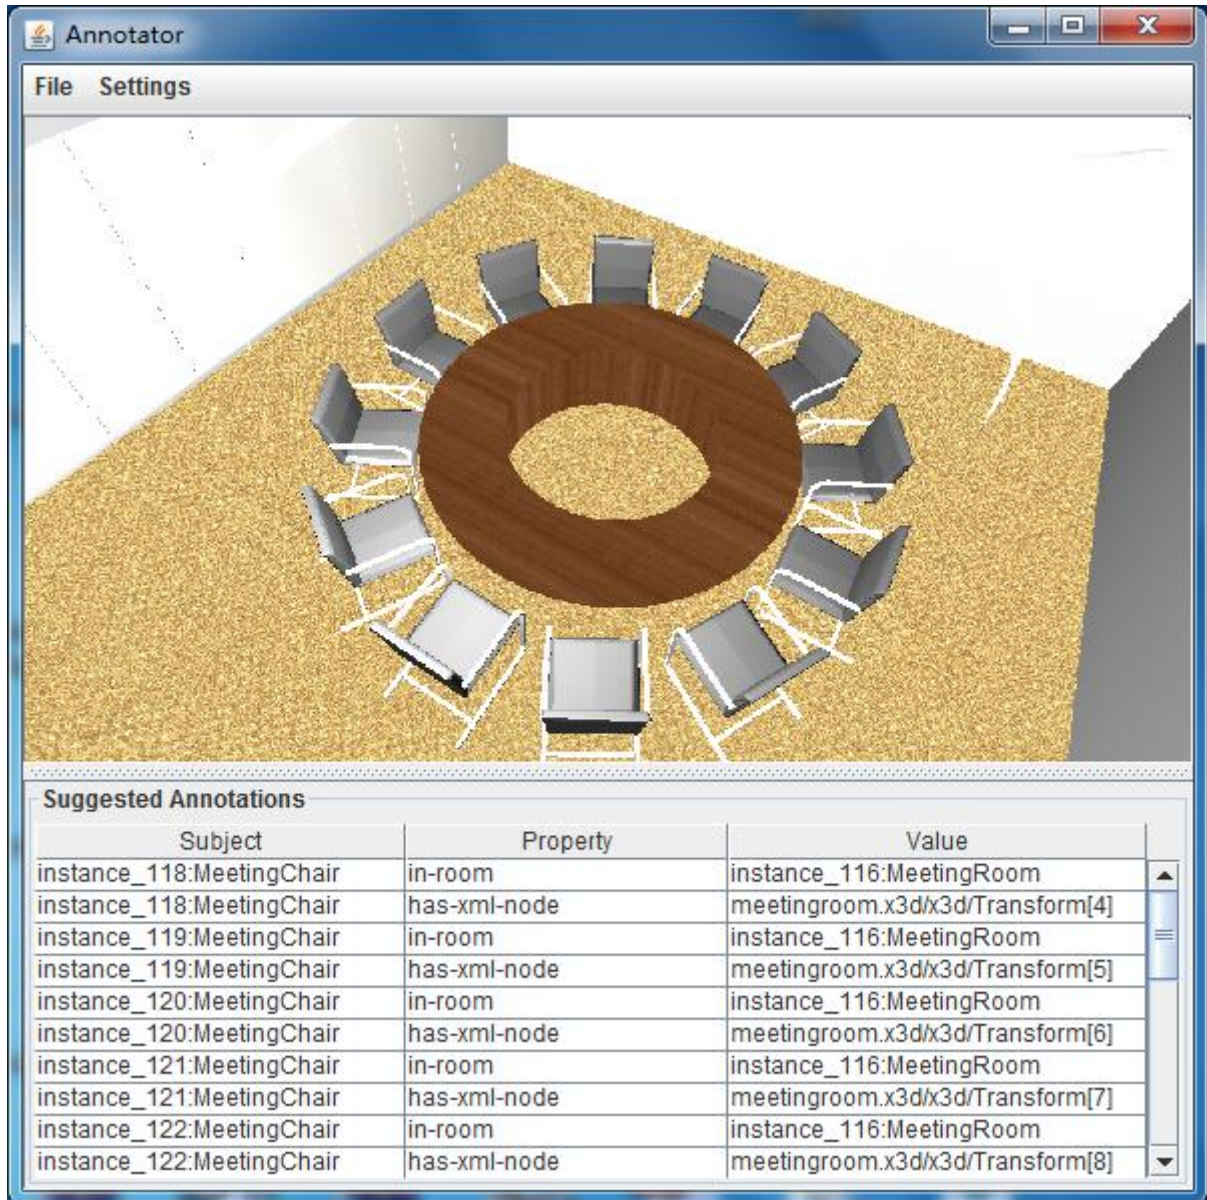 Annotator
File Settings
Suggested Annotations
Subject Property Value
instance_118:MeetingChair in-room instance_116:MeetingRoom
instance_118:MeetingChair has-xml-node meetingroom.x3d/x3d/Transform[4]
instance_119:MeetingChair in-room instance_116:MeetingRoom
instance_119:MeetingChair has-xml-node meetingroom.x3d/x3d/Transform[5]
instance_120:MeetingChair in-room instance_116:MeetingRoom
instance_120:MeetingChair has-xml-node meetingroom.x3d/x3d/Transform[6]
instance_121:MeetingChair in-room instance_116:MeetingRoom
instance_121:MeetingChair has-xml-node meetingroom.x3d/x3d/Transform[7]
instance_122:MeetingChair in-room instance_116:MeetingRoom
instance_122:MeetingChair has-xml-node meetingroom.x3d/x3d/Transform[8]